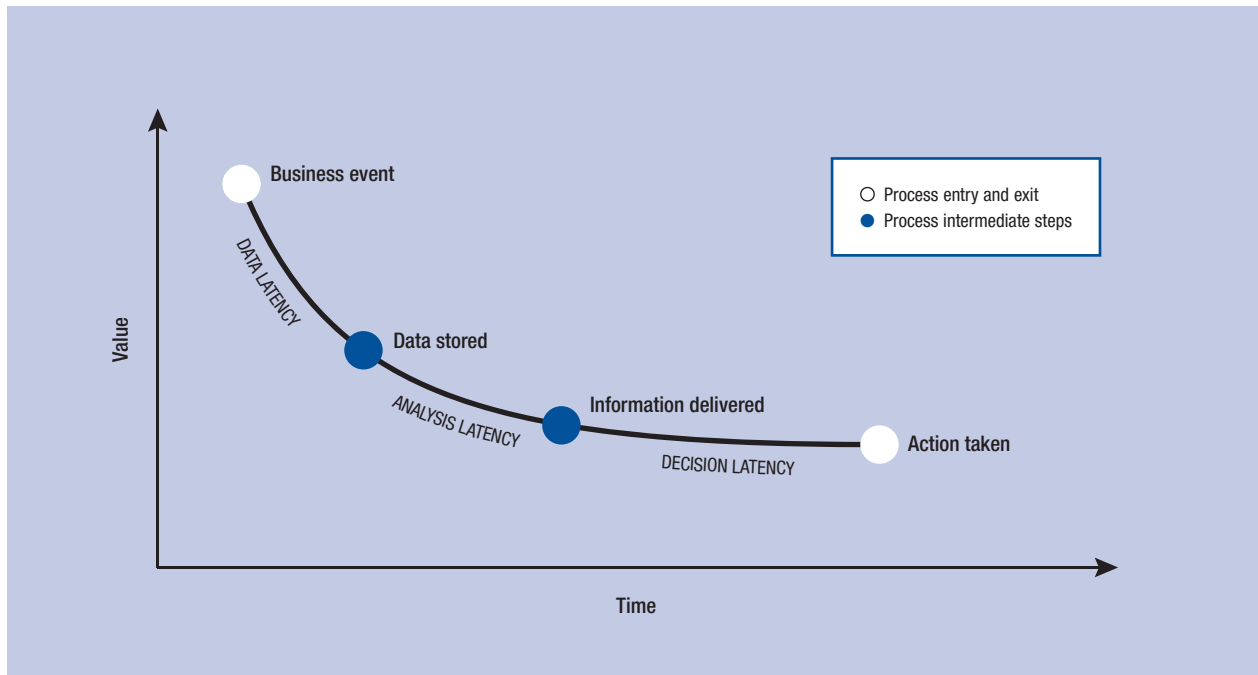 Business event
Process entry and exit
Process intermediate steps
DATA LATENCY
Data stored
Value
ANALYSIS LATENCY
Information delivered
DECISION LATENCY
Action taken
Time